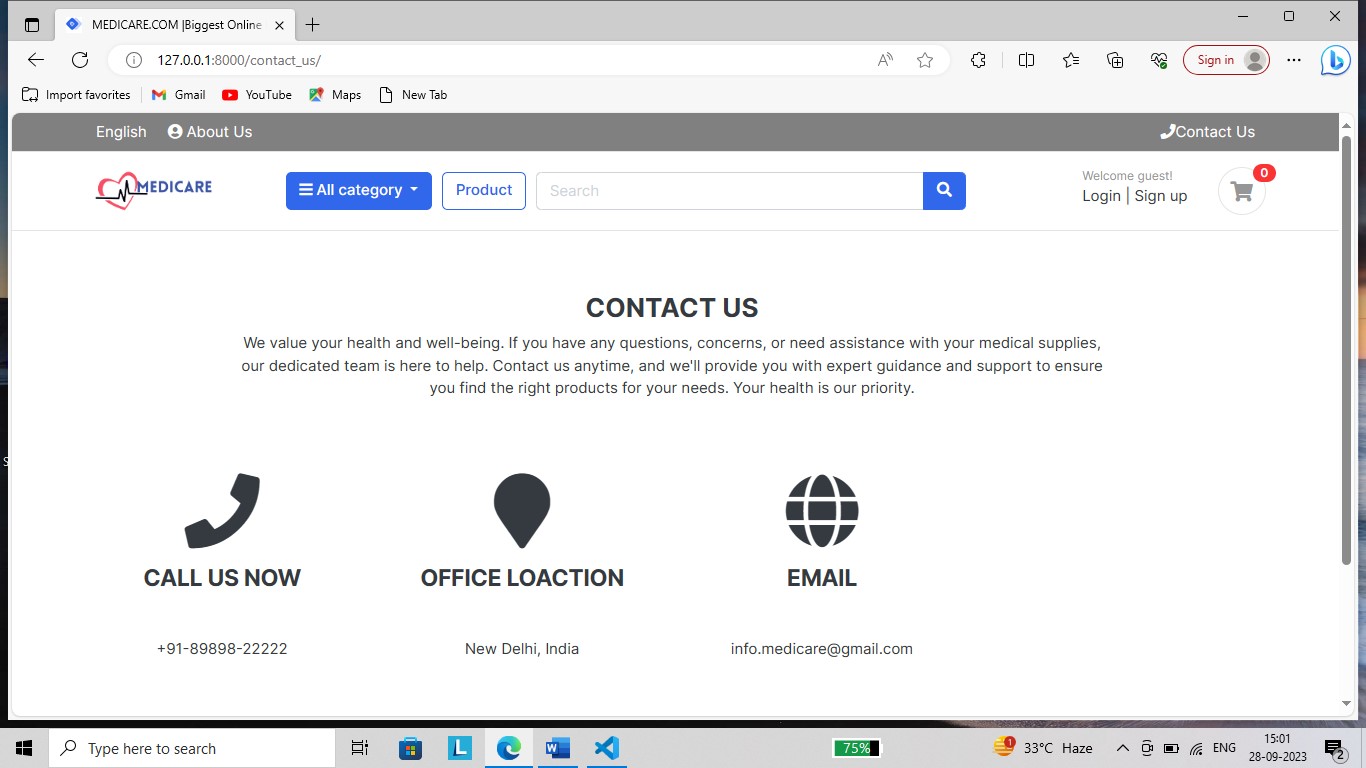 MEDICARE.COM |Biggest Online
127.0.0.1:8000/contact_us/
Sign in
Import favorites
Gmail
YouTube
Maps
New Tab
English
About Us
Contact Us
MEDICARE
All category
Product
Search
Welcome guest!
Login | Sign up
0
CONTACT US
We value your health and well-being. If you have any questions, concerns, or need assistance with your medical supplies,
our dedicated team is here to help. Contact us anytime, and we'll provide you with expert guidance and support to ensure
you find the right products for your needs. Your health is our priority.
CALL US NOW
OFFICE LOACTION
EMAIL
+91-89898-22222
New Delhi, India
info.medicare@gmail.com
Type here to search
L
W
75%
1
33°C Haze
ENG
15:01
28-09-2023
2